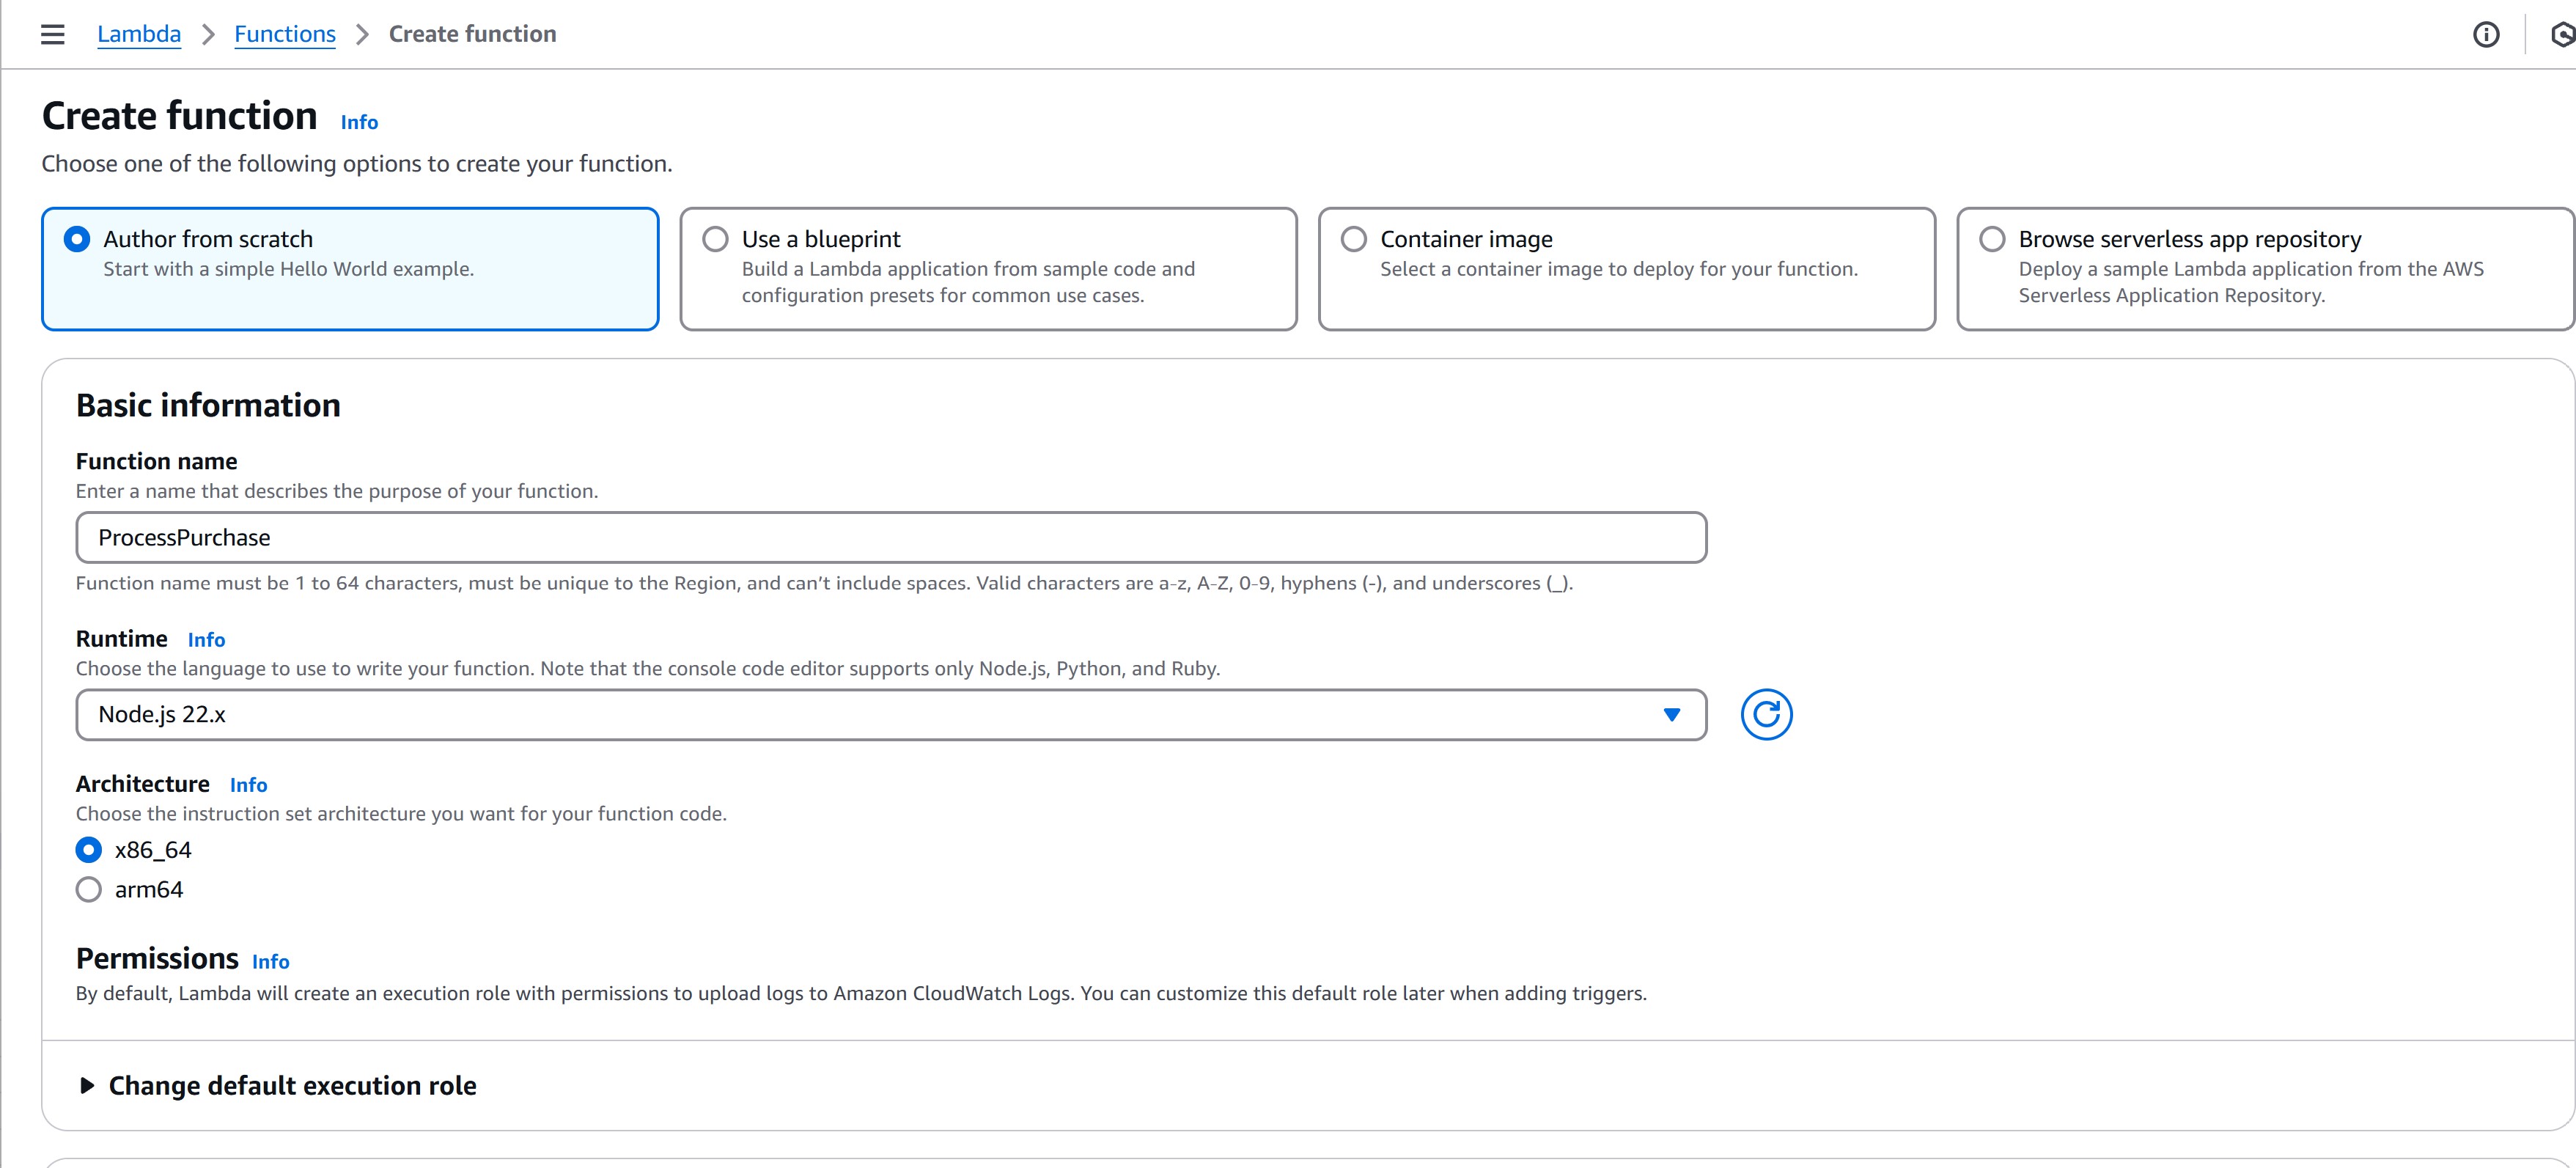 Lambda > Functions > Create function
Create function Info
Choose one of the following options to create your function.
Author from scratch
Start with a simple Hello World example.
Use a blueprint
Build a Lambda application from sample code and
configuration presets for common use cases.
Container image
Select a container image to deploy for your function.
Browse serverless app repository
Deploy a sample Lambda application from the AWS
Serverless Application Repository.
Basic information
Function name
Enter a name that describes the purpose of your function.
ProcessPurchase
Function name must be 1 to 64 characters, must be unique to the Region, and can’t include spaces. Valid characters are a-z, A-Z, 0-9, hyphens (-), and underscores (_).
Runtime Info
Choose the language to use to write your function. Note that the console code editor supports only Node.js, Python, and Ruby.
Node.js 22.x
Architecture Info
Choose the instruction set architecture you want for your function code.
x86_64
arm64
Permissions Info
By default, Lambda will create an execution role with permissions to upload logs to Amazon CloudWatch Logs. You can customize this default role later when adding triggers.
Change default execution role